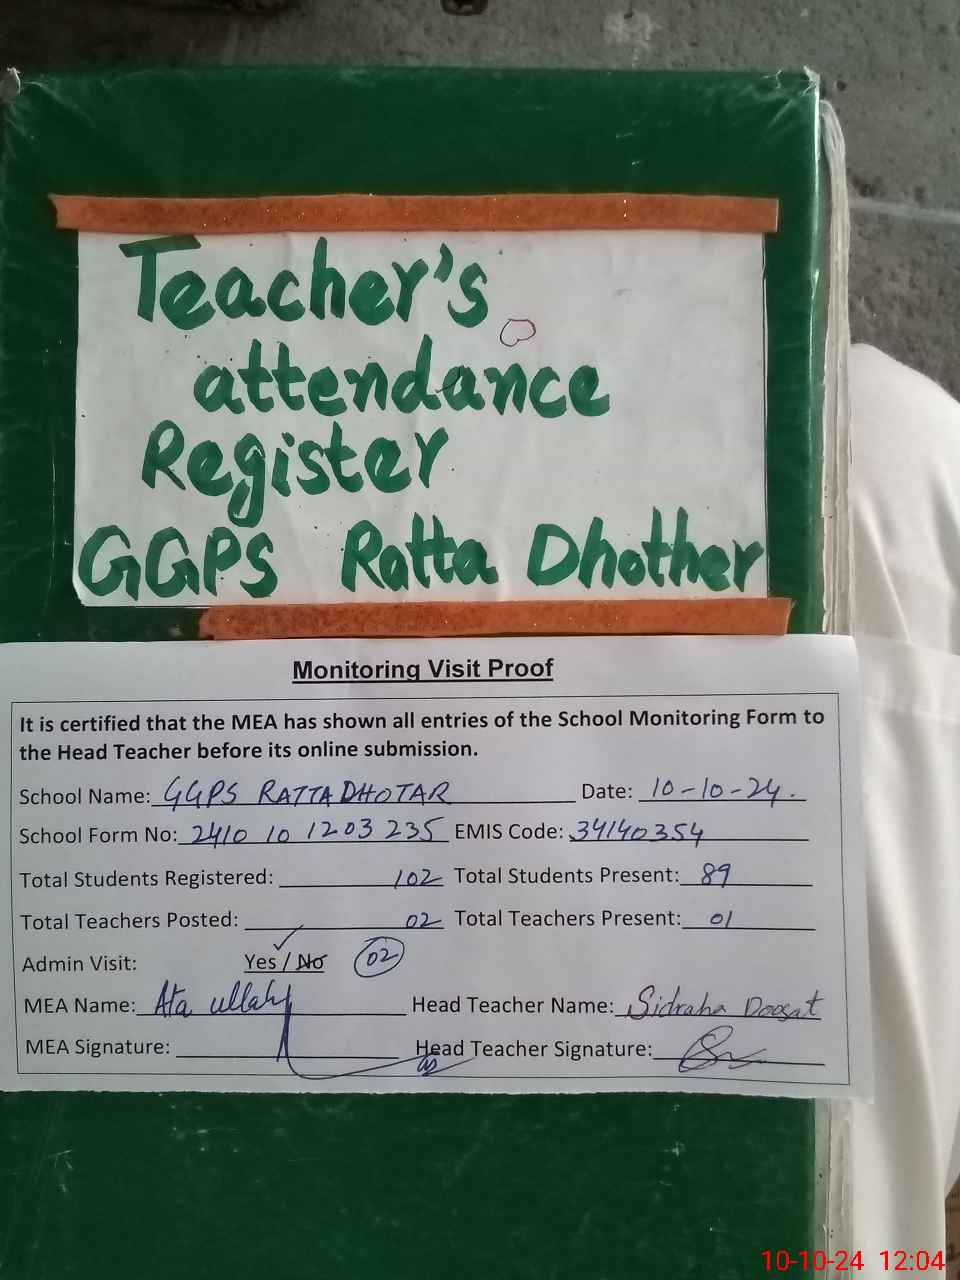 Teacher's
attendance
Register
GGPS Ratta Dhother
Monitoring Visit Proof
It is certified that the MEA has shown all entries of the School Monitoring Form to
the Head Teacher before its online submission.
School Name: GGPS RATTA DHOTAR Date: 10-10-24.
School Form No: 2410 10 1203 235 EMIS Code: 34140354
Total Students Registered: 102 Total Students Present: 89
Total Teachers Posted: 02 Total Teachers Present: 01
Admin Visit: Yes / No 02
MEA Name: Ata ullah Head Teacher Name: Sidraha Doosat
MEA Signature: Head Teacher Signature:
10-10-24 12:04